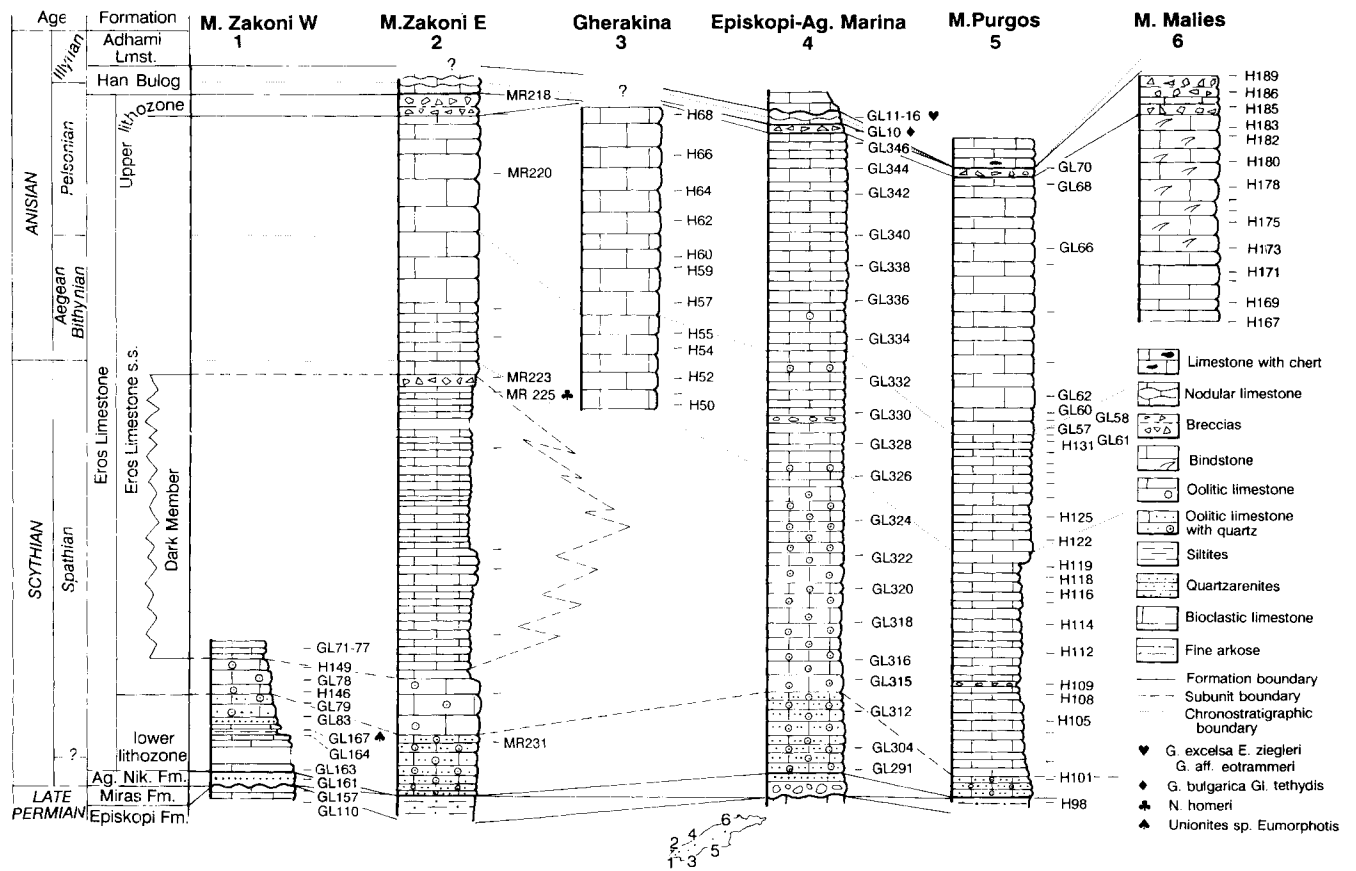 Age
Formation
M. Zakoni W
1
M.Zakoni E
2
Gherakina
3
Episkopi-Ag. Marina
4
M.Purgos
5
M. Malies
6
Illyrian
Pelsonian
Aegean
Bithynian
ANISIAN
SCYTHIAN
Spathian
?
LATE
PERMIAN
Adhami
Lmst.
Han Bulog
Upper lithozone
Eros Limestone
Eros Limestone s.s.
Dark Member
lower
lithozone
Ag. Nik. Fm.
Miras Fm.
Episkopi Fm.
GL71-77
H149
GL78
H146
GL79
GL83
GL167 ♠
GL164
GL163
GL161
GL157
GL110
?
MR218
MR220
MR223
MR 225 ♣
MR231
?
H68
H66
H64
H62
H60
H59
H57
H55
H54
H52
H50
GL11-16 ♥
GL10 ♦
GL346
GL344
GL342
GL340
GL338
GL336
GL334
GL332
GL330
GL328
GL326
GL324
GL322
GL320
GL318
GL316
GL315
GL312
GL304
GL291
GL70
GL68
GL66
GL62
GL60
GL58
GL57
GL61
H131
H125
H122
H119
H118
H116
H114
H112
H109
H108
H105
H101
H98
H189
H186
H185
H183
H182
H180
H178
H175
H173
H171
H169
H167
Limestone with chert
Nodular limestone
Breccias
Bindstone
Oolitic limestone
Oolitic limestone
with quartz
Siltites
Quartzarenites
Bioclastic limestone
Fine arkose
Formation boundary
Subunit boundary
Chronostratigraphic
boundary
♥ G. excelsa E. ziegleri
G. aff. eotrammeri
♦ G. bulgarica Gl. tethydis
♣ N. homeri
♠ Unionites sp. Eumorphotis
6
2 4
1 3 5